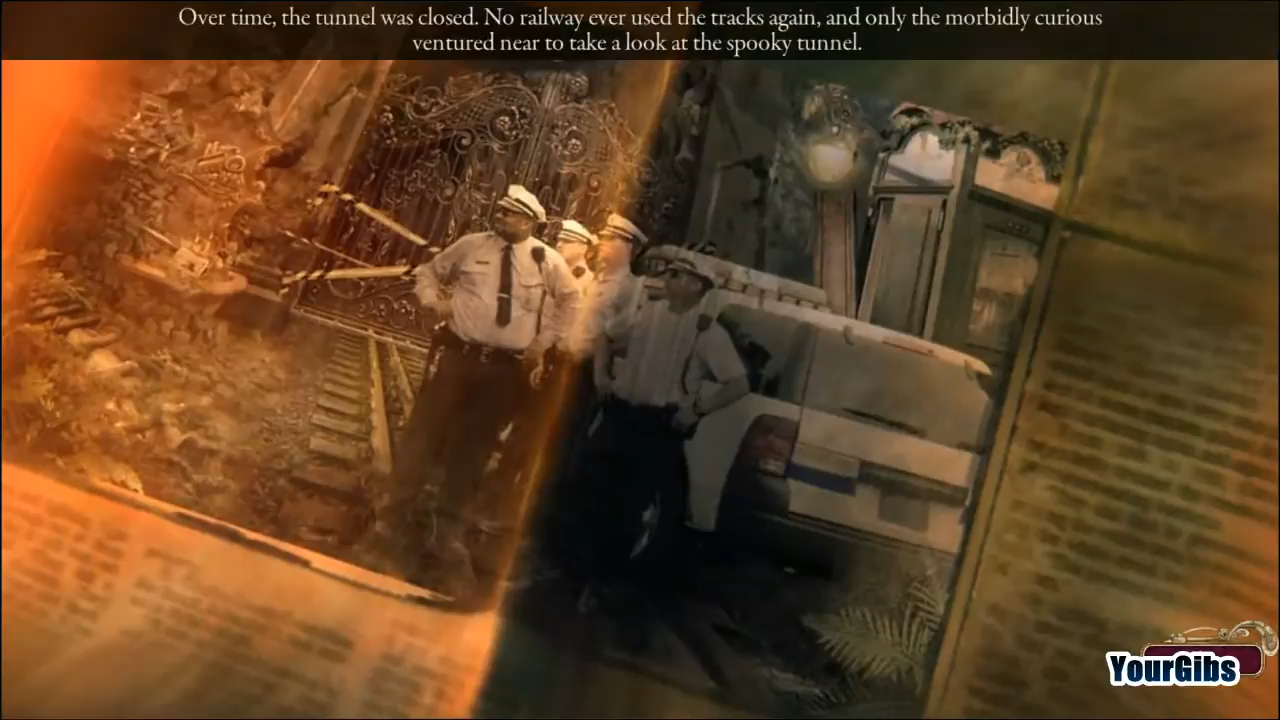 Over time, the tunnel was closed. No railway ever used the tracks again, and only the morbidly curious
ventured near to take a look at the spooky tunnel.
YourGibs